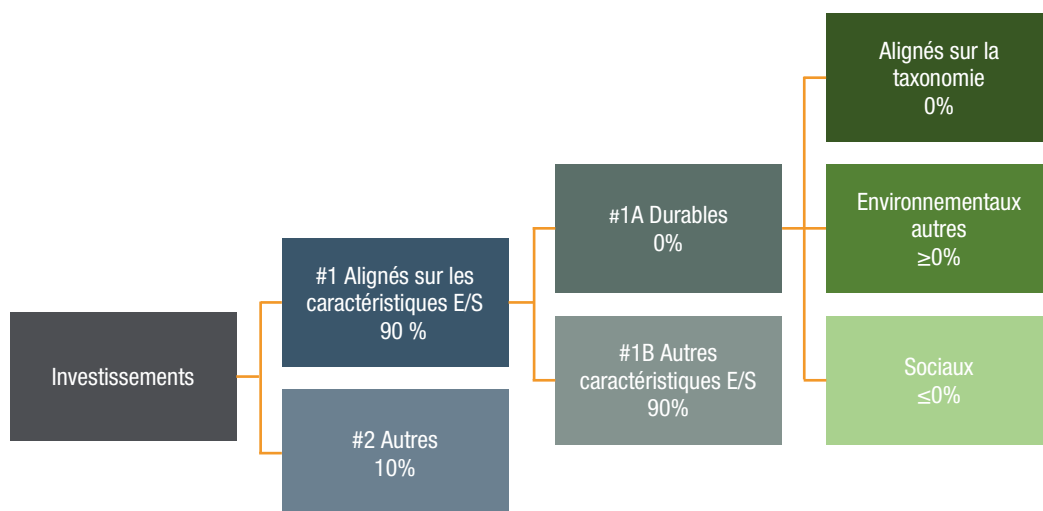 Investissements
#1 Alignés sur les
caractéristiques E/S
90 %
#2 Autres
10%
#1A Durables
0%
#1B Autres
caractéristiques E/S
90%
Alignés sur la
taxonomie
0%
Environnementaux
autres
≥0%
Sociaux
≤0%